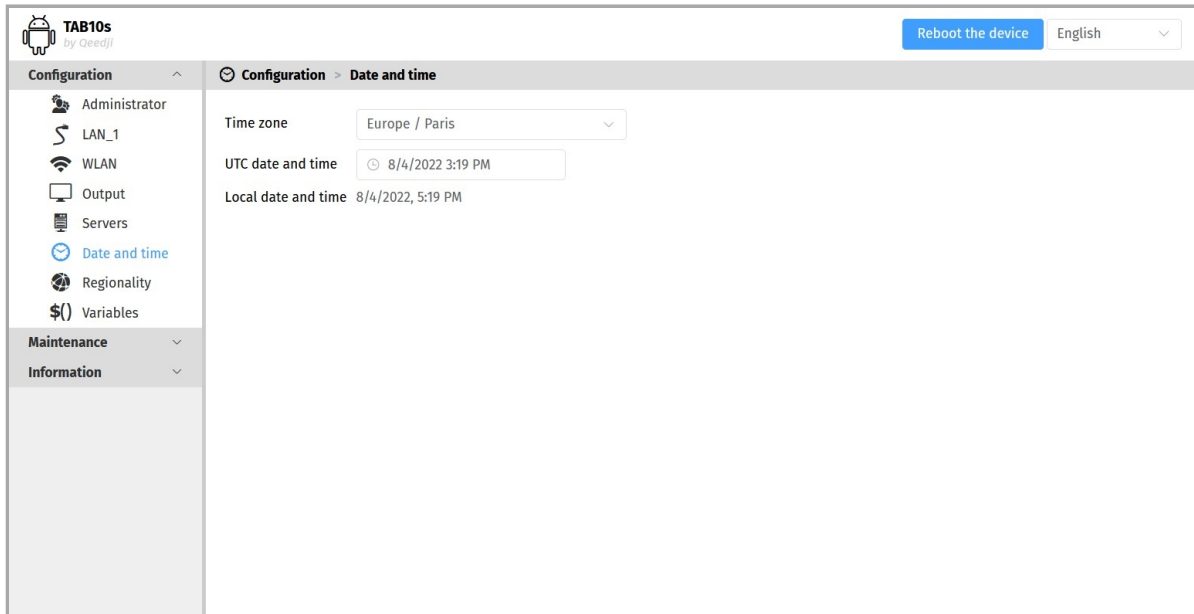 TAB10s
by Qeedji
Reboot the device
English
Configuration
Administrator
LAN_1
WLAN
Output
Servers
Date and time
Regionality
$() Variables
Maintenance
Information
Configuration > Date and time
Time zone Europe / Paris
UTC date and time 8/4/2022 3:19 PM
Local date and time 8/4/2022, 5:19 PM